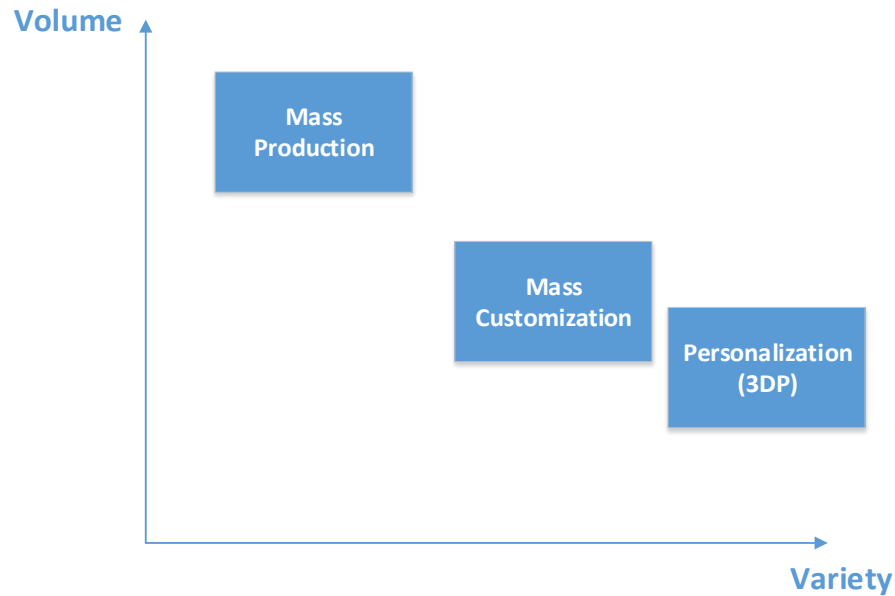 Volume
Mass
Production
Mass
Customization
Personalization
(3DP)
Variety